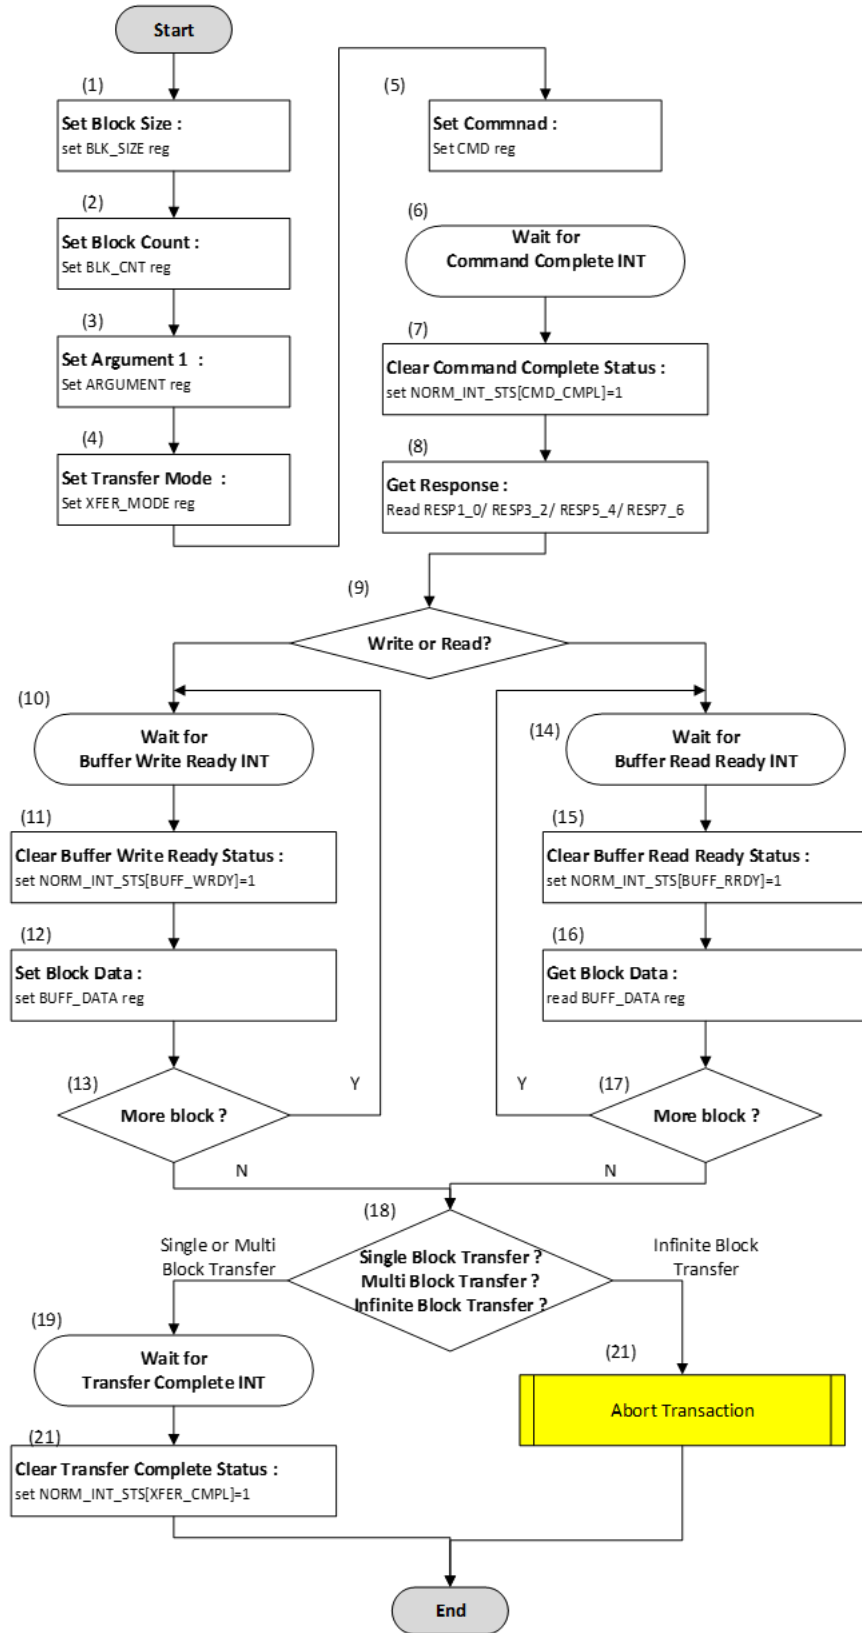 Start
(1)
Set Block Size :
set BLK_SIZE reg
(2)
Set Block Count :
Set BLK_CNT reg
(3)
Set Argument 1 :
Set ARGUMENT reg
(4)
Set Transfer Mode :
Set XFER_MODE reg
(5)
Set Commnad :
Set CMD reg
(6)
Wait for
Command Complete INT
(7)
Clear Command Complete Status :
set NORM_INT_STS[CMD_CMPL]=1
(8)
Get Response :
Read RESP1_0/ RESP3_2/ RESP5_4/ RESP7_6
(9)
Write or Read?
(10)
Wait for
Buffer Write Ready INT
(11)
Clear Buffer Write Ready Status :
set NORM_INT_STS[BUFF_WRDY]=1
(12)
Set Block Data :
set BUFF_DATA reg
(13)
More block ?
Y
N
(14)
Wait for
Buffer Read Ready INT
(15)
Clear Buffer Read Ready Status :
set NORM_INT_STS[BUFF_RRDY]=1
(16)
Get Block Data :
read BUFF_DATA reg
(17)
More block ?
Y
N
(18)
Single Block Transfer ?
Multi Block Transfer ?
Infinite Block Transfer ?
Single or Multi
Block Transfer
Infinite Block
Transfer
(19)
Wait for
Transfer Complete INT
(21)
Clear Transfer Complete Status :
set NORM_INT_STS[XFER_CMPL]=1
(21)
Abort Transaction
End